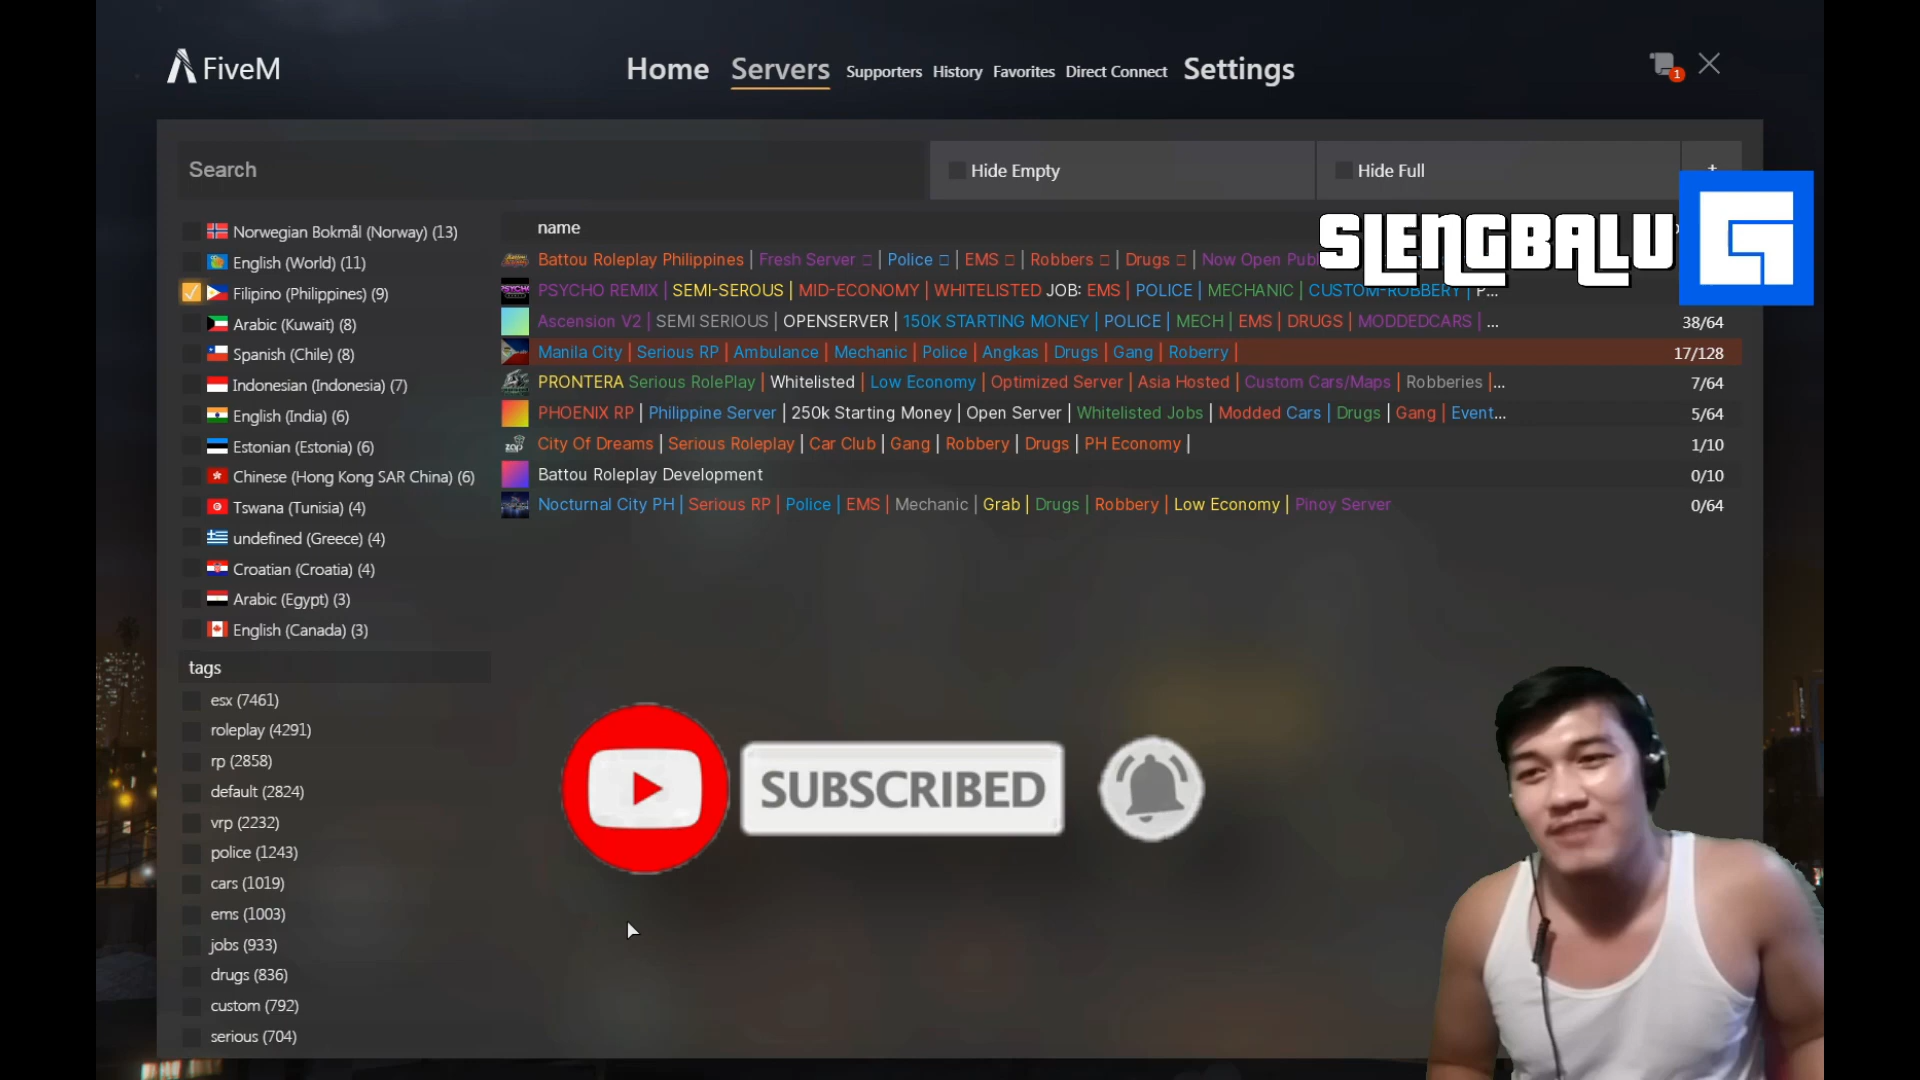 FiveM
Home Servers Supporters History Favorites Direct Connect Settings
1
Search
Hide Empty
Hide Full
+
SLENGBALU
Norwegian Bokmål (Norway) (13)
English (World) (11)
Filipino (Philippines) (9)
Arabic (Kuwait) (8)
Spanish (Chile) (8)
Indonesian (Indonesia) (7)
English (India) (6)
Estonian (Estonia) (6)
Chinese (Hong Kong SAR China) (6)
Tswana (Tunisia) (4)
undefined (Greece) (4)
Croatian (Croatia) (4)
Arabic (Egypt) (3)
English (Canada) (3)
tags
esx (7461)
roleplay (4291)
rp (2858)
default (2824)
vrp (2232)
police (1243)
cars (1019)
ems (1003)
jobs (933)
drugs (836)
custom (792)
serious (704)
name
Battou Roleplay Philippines | Fresh Server | Police | EMS | Robbers | Drugs | Now Open
PSYCHO REMIX | SEMI-SEROUS | MID-ECONOMY | WHITELISTED JOB: EMS | POLICE | MECHANIC | CUSTOM-ROBBERY | P...
Ascension V2 | SEMI SERIOUS | OPENSERVER | 150K STARTING MONEY | POLICE | MECH | EMS | DRUGS | MODDEDCARS | ... 38/64
Manila City | Serious RP | Ambulance | Mechanic | Police | Angkas | Drugs | Gang | Roberry | 17/128
PRONTERA Serious RolePlay | Whitelisted | Low Economy | Optimized Server | Asia Hosted | Custom Cars/Maps | Robberies |... 7/64
PHOENIX RP | Philippine Server | 250k Starting Money | Open Server | Whitelisted Jobs | Modded Cars | Drugs | Gang | Event... 5/64
City Of Dreams | Serious Roleplay | Car Club | Gang | Robbery | Drugs | PH Economy | 1/10
Battou Roleplay Development 0/10
Nocturnal City PH | Serious RP | Police | EMS | Mechanic | Grab | Drugs | Robbery | Low Economy | Pinoy Server 0/64
SUBSCRIBED